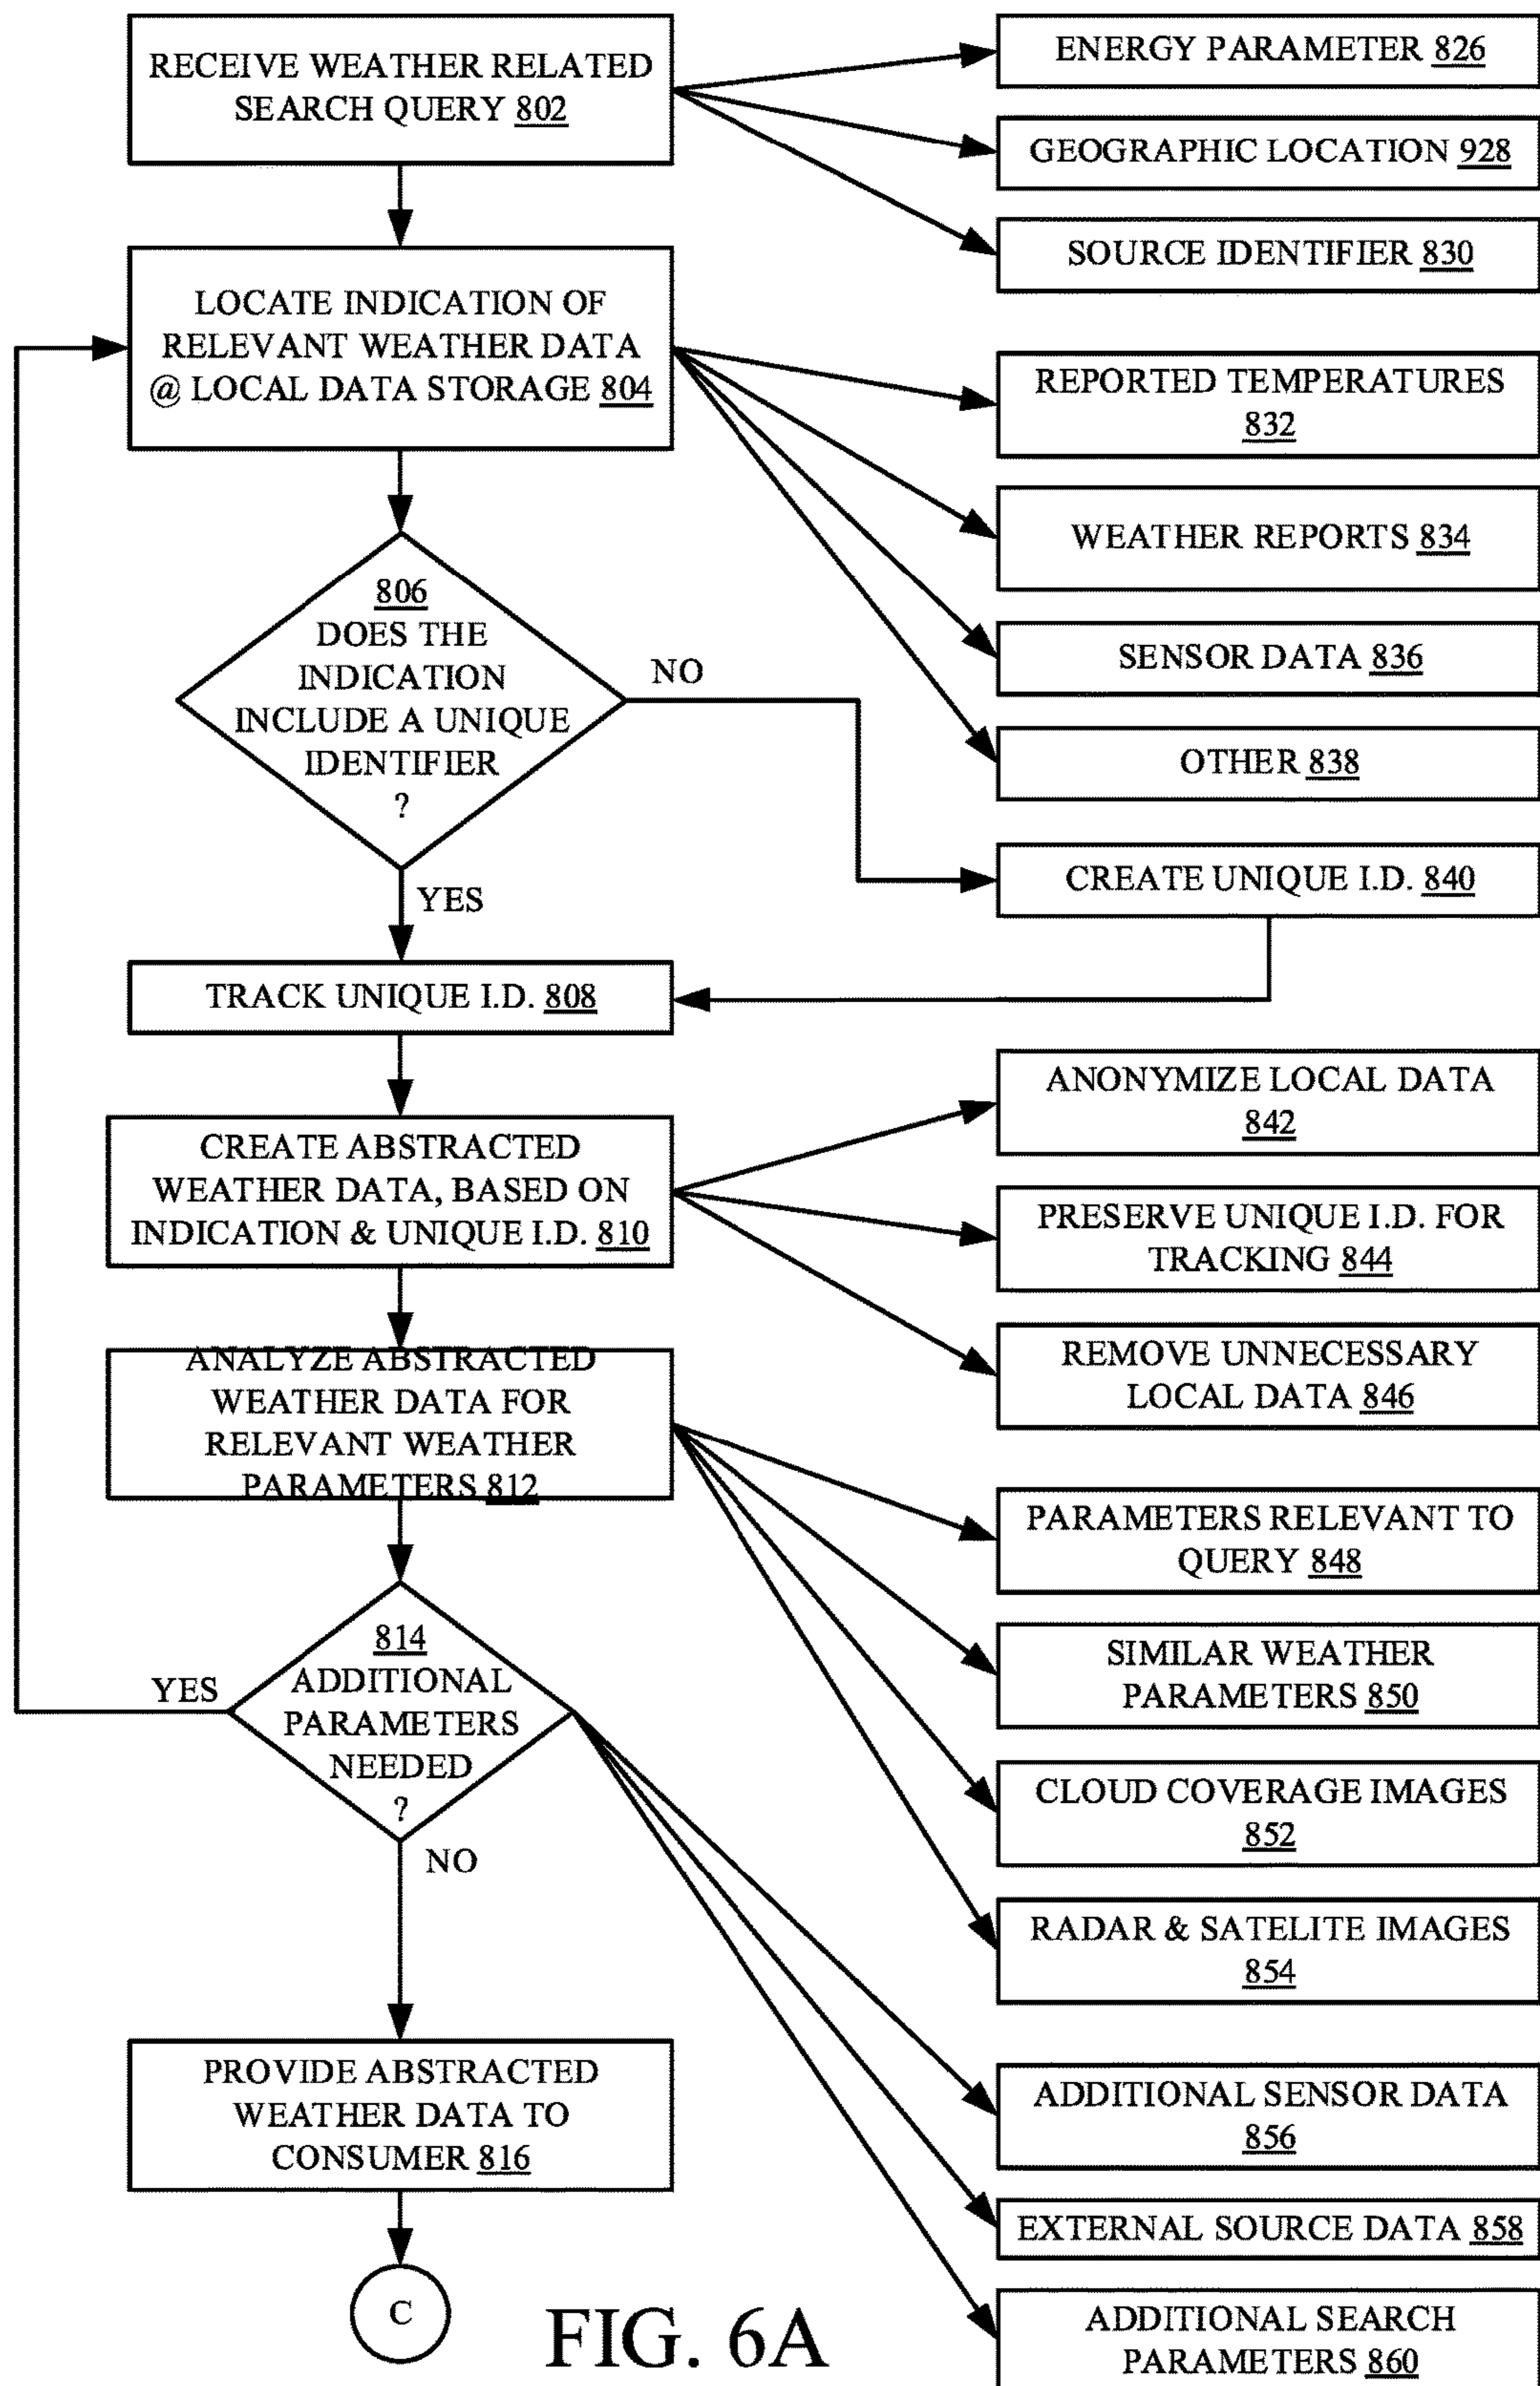 RECEIVE WEATHER RELATED
SEARCH QUERY 802
ENERGY PARAMETER 826
GEOGRAPHIC LOCATION 928
SOURCE IDENTIFIER 830
LOCATE INDICATION OF
RELEVANT WEATHER DATA
@ LOCAL DATA STORAGE 804
REPORTED TEMPERATURES
832
WEATHER REPORTS 834
SENSOR DATA 836
OTHER 838
806
DOES THE
INDICATION
INCLUDE A UNIQUE
IDENTIFIER
?
NO
YES
CREATE UNIQUE I.D. 840
TRACK UNIQUE I.D. 808
CREATE ABSTRACTED
WEATHER DATA, BASED ON
INDICATION & UNIQUE I.D. 810
ANONYMIZE LOCAL DATA
842
PRESERVE UNIQUE I.D. FOR
TRACKING 844
REMOVE UNNECESSARY
LOCAL DATA 846
ANALYZE ABSTRACTED
WEATHER DATA FOR
RELEVANT WEATHER
PARAMETERS 812
PARAMETERS RELEVANT TO
QUERY 848
SIMILAR WEATHER
PARAMETERS 850
CLOUD COVERAGE IMAGES
852
RADAR & SATELITE IMAGES
854
814
ADDITIONAL
PARAMETERS
NEEDED
?
YES
NO
ADDITIONAL SENSOR DATA
856
EXTERNAL SOURCE DATA 858
ADDITIONAL SEARCH
PARAMETERS 860
PROVIDE ABSTRACTED
WEATHER DATA TO
CONSUMER 816
C
FIG. 6A